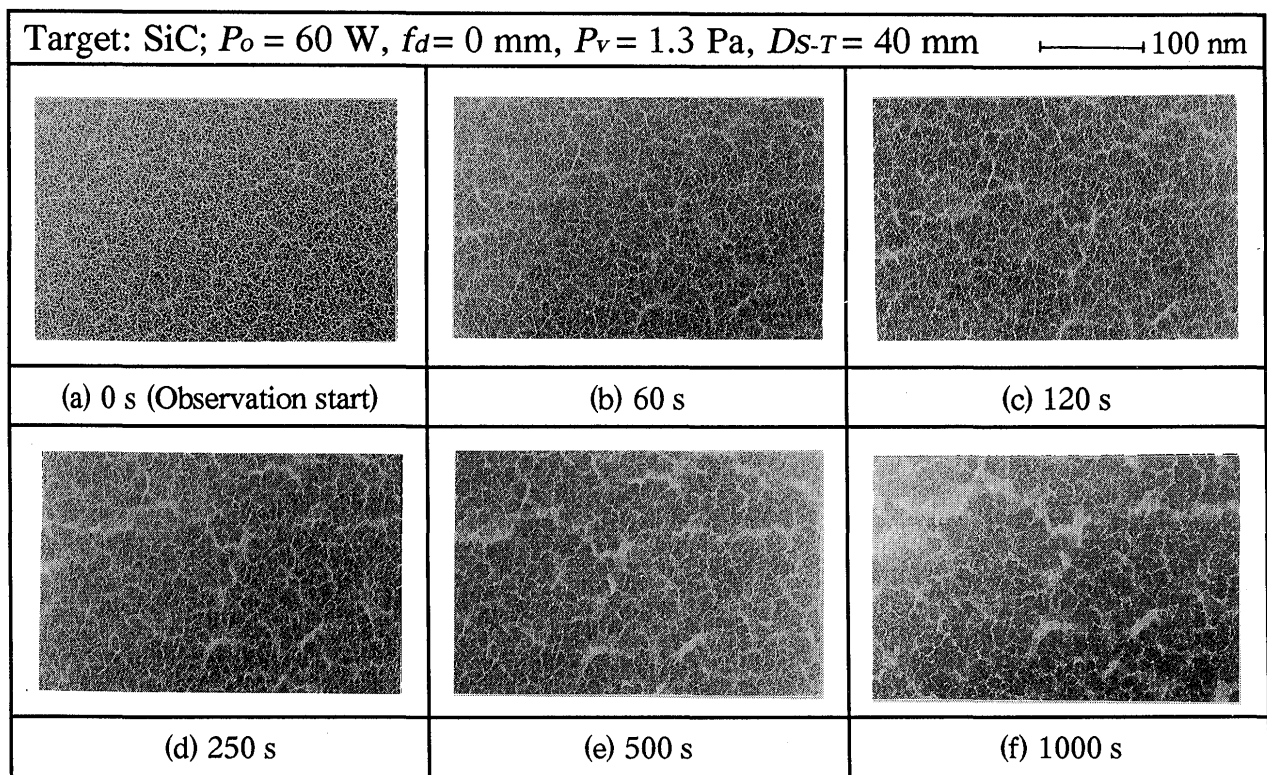 Target: SiC; Po = 60 W, fd= 0 mm, Pv= 1.3 Pa, DS-T= 40 mm 100 nm
(a) 0 s (Observation start)
(b) 60 s
(c) 120 s
(d) 250 s
(e) 500 s
(f) 1000 s